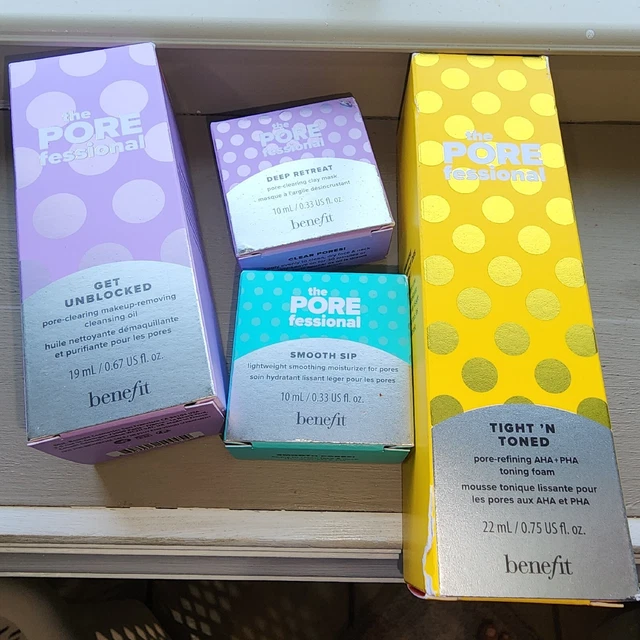 the
PORE
fessional
GET
UNBLOCKED
pore-clearing makeup-removing
cleansing oil
huile nettoyante démaquillante
et purifiante pour les pores
19 mL / 0.67 US fl. oz.
benefit
the
PORE
fessional
DEEP RETREAT
pore-clearing clay mask
masque à l'argile désincrustant
10 mL / 0.33 US fl. oz.
benefit
CLEAR PORES!
the
PORE
fessional
SMOOTH SIP
lightweight smoothing moisturizer for pores
soin hydratant lissant léger pour les pores
10 mL / 0.33 US fl. oz.
benefit
the
PORE
fessional
TIGHT 'N
TONED
pore-refining AHA+PHA
toning foam
mousse tonique lissante pour
les pores aux AHA et PHA
22 mL / 0.75 US fl. oz.
benefit